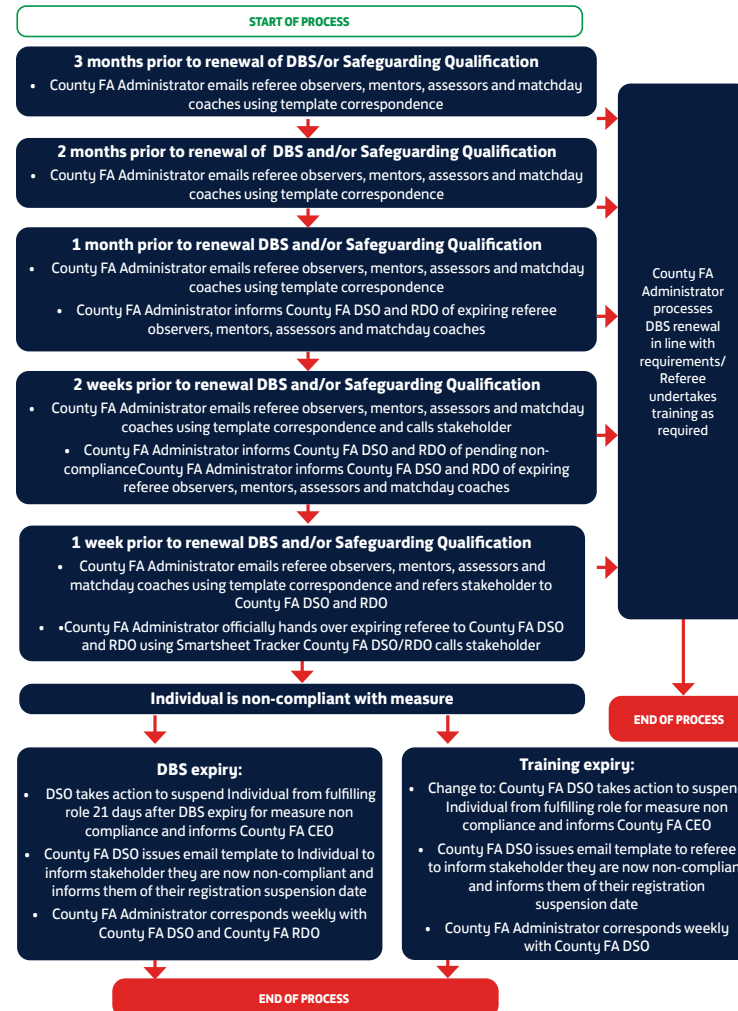 START OF PROCESS
3 months prior to renewal of DBS/or Safeguarding Qualification
• County FA Administrator emails referee observers, mentors, assessors and matchday
coaches using template correspondence
2 months prior to renewal of DBS and/or Safeguarding Qualification
• County FA Administrator emails referee observers, mentors, assessors and matchday
coaches using template correspondence
1 month prior to renewal DBS and/or Safeguarding Qualification
• County FA Administrator emails referee observers, mentors, assessors and matchday
coaches using template correspondence
• County FA Administrator informs County FA DSO and RDO of expiring referee
observers, mentors, assessors and matchday coaches
2 weeks prior to renewal DBS and/or Safeguarding Qualification
• County FA Administrator emails referee observers, mentors, assessors and matchday
coaches using template correspondence and calls stakeholder
• County FA Administrator informs County FA DSO and RDO of pending non-
complianceCounty FA Administrator informs County FA DSO and RDO of expiring
referee observers, mentors, assessors and matchday coaches
1 week prior to renewal DBS and/or Safeguarding Qualification
• County FA Administrator emails referee observers, mentors, assessors and
matchday coaches using template correspondence and refers stakeholder to
County FA DSO and RDO
• •County FA Administrator officially hands over expiring referee to County FA DSO
and RDO using Smartsheet Tracker County FA DSO/RDO calls stakeholder
County FA
Administrator
processes
DBS renewal
in line with
requirements/
Referee
undertakes
training as
required
END OF PROCESS
Individual is non-compliant with measure
DBS expiry:
• DSO takes action to suspend Individual from fulfilling
role 21 days after DBS expiry for measure non
compliance and informs County FA CEO
• County FA DSO issues email template to Individual to
inform stakeholder they are now non-compliant and
informs them of their registration suspension date
• County FA Administrator corresponds weekly with
County FA DSO and County FA RDO
Training expiry:
• Change to: County FA DSO takes action to suspen
Individual from fulfilling role for measure non
compliance and informs County FA CEO
• County FA DSO issues email template to referee
to inform stakeholder they are now non-complian
and informs them of their registration
suspension date
• County FA Administrator corresponds weekly
with County FA DSO
END OF PROCESS